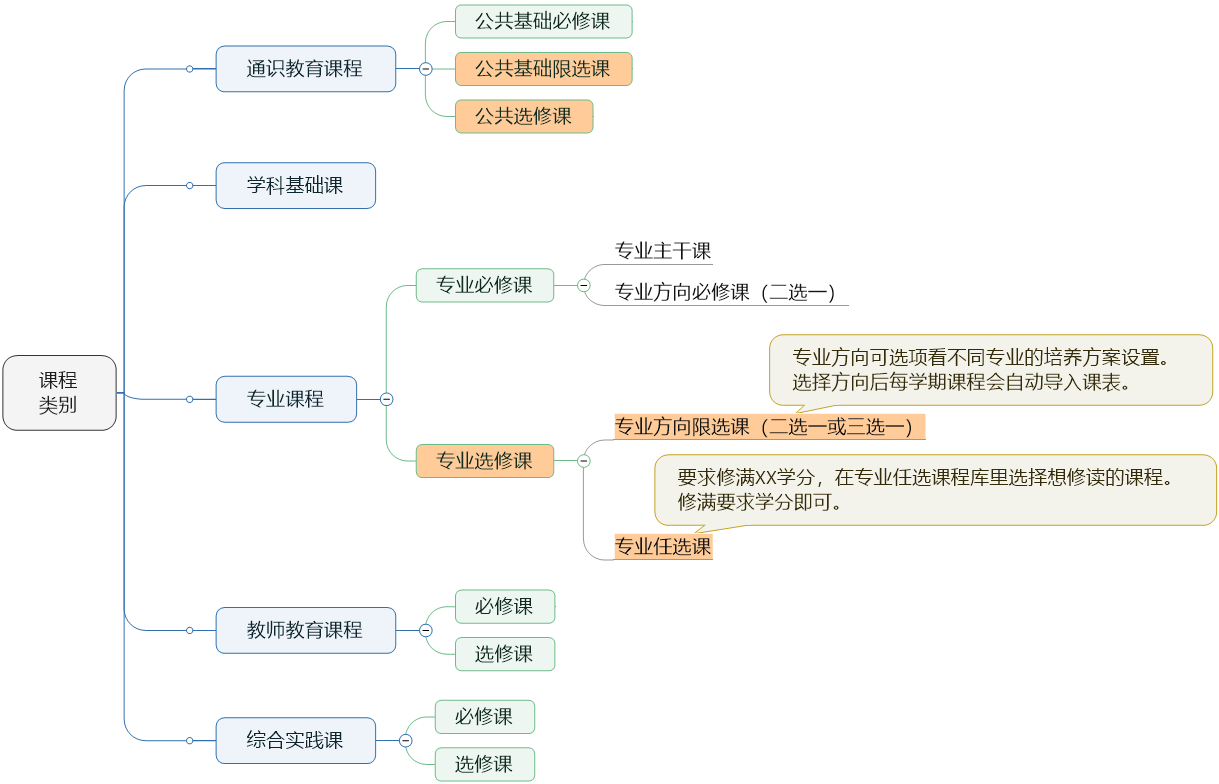 课程
类别
通识教育课程
公共基础必修课
公共基础限选课
公共选修课
学科基础课
专业课程
专业必修课
专业主干课
专业方向必修课（二选一）
专业选修课
专业方向可选项看不同专业的培养方案设置。
选择方向后每学期课程会自动导入课表。
专业方向限选课（二选一或三选一）
要求修满XX学分，在专业任选课程库里选择想修读的课程。
修满要求学分即可。
专业任选课
教师教育课程
必修课
选修课
综合实践课
必修课
选修课